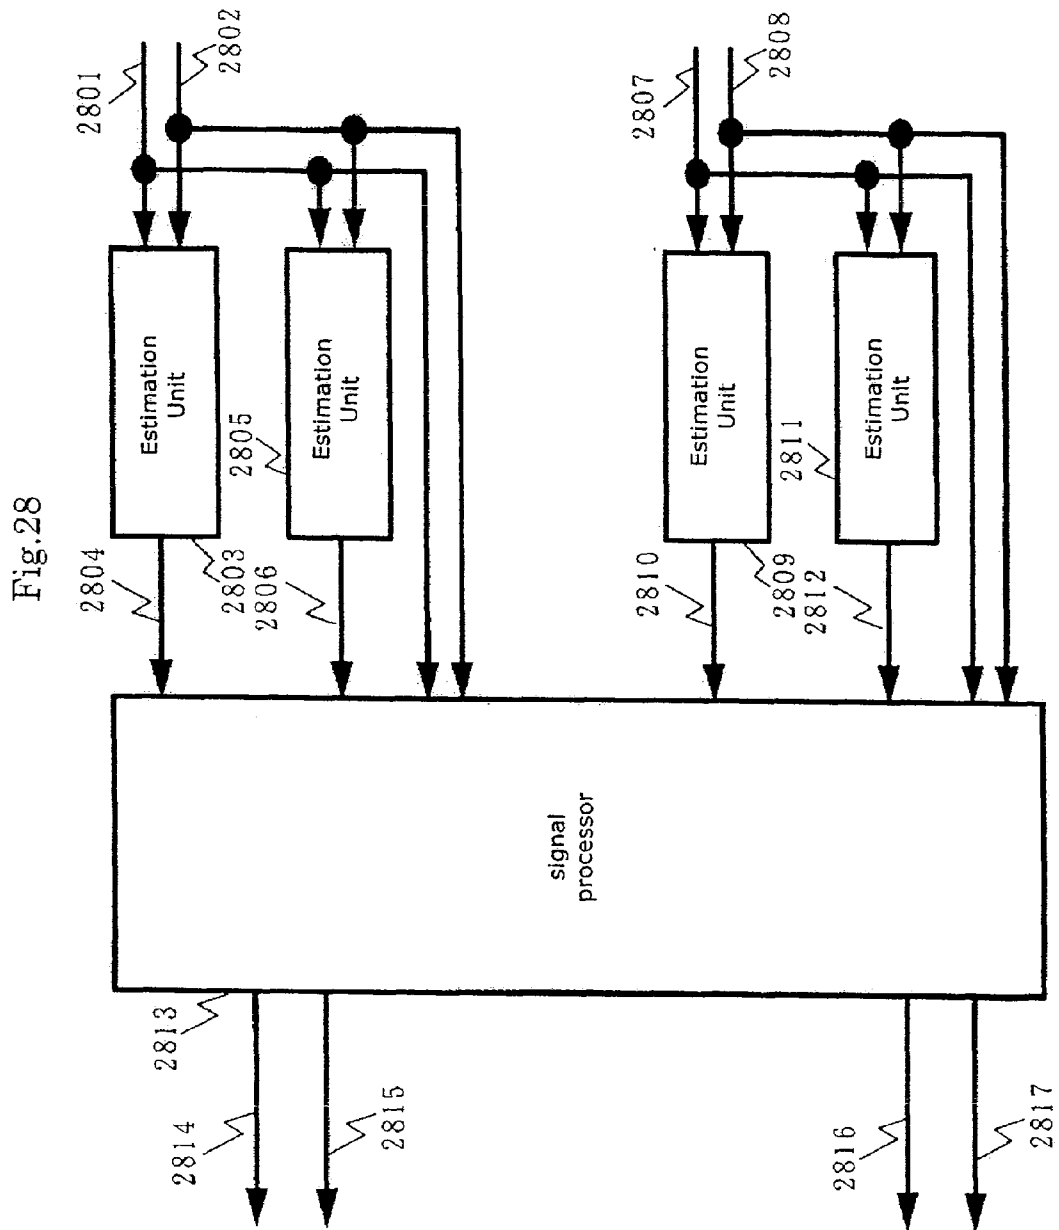 Fig.28
2801
2802
2807
2808
Estimation
Unit
2803
2804
Estimation
Unit
2805
2806
Estimation
Unit
2809
2810
Estimation
Unit
2811
2812
signal
processor
2813
2814
2815
2816
2817